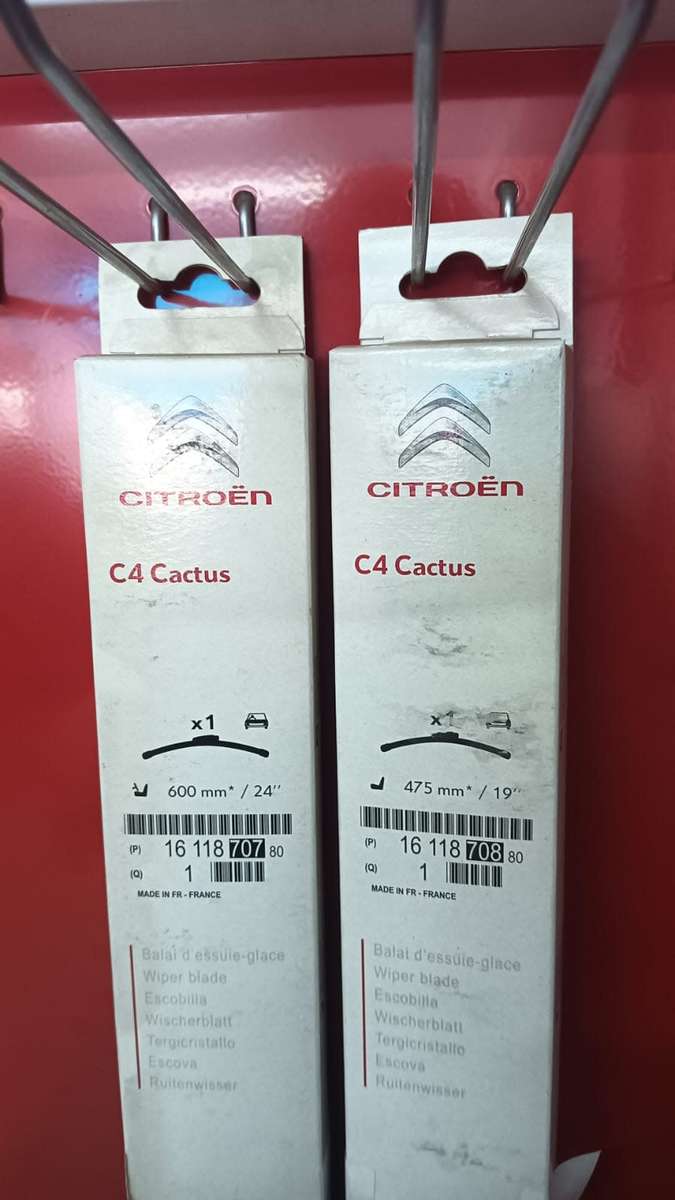 CITROËN
C4 Cactus
x1
600 mm* / 24’’
(P) 16 118 707 80
(Q) 1
MADE IN FR - FRANCE
Balai d'essuie-glace
Wiper blade
Escobilla
Wischerblatt
Tergicristallo
Escova
Ruitenwisser
CITROËN
C4 Cactus
x1
475 mm* / 19’’
(P) 16 118 708 80
(Q) 1
MADE IN FR - FRANCE
Balai d'essuie-glace
Wiper blade
Escobilla
Wischerblatt
Tergicristallo
Escova
Ruitenwisser